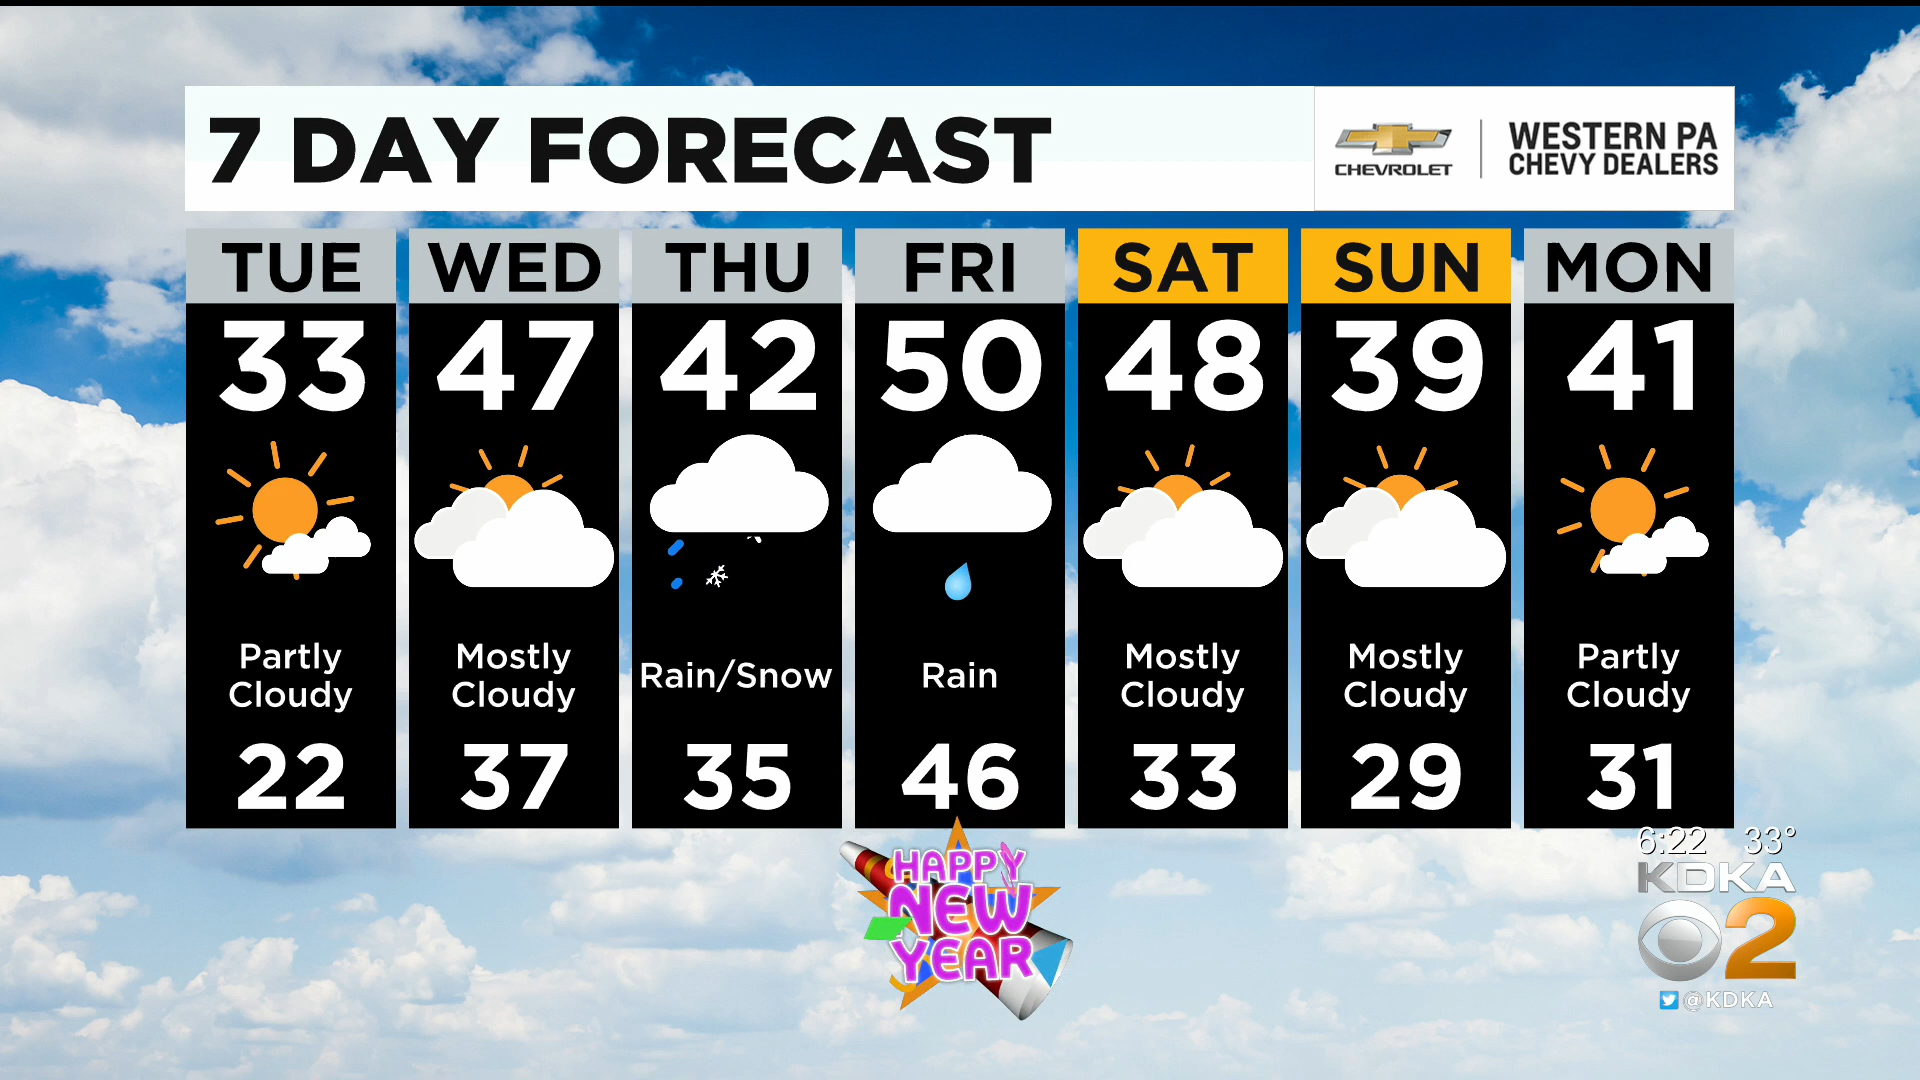 7 DAY FORECAST
CHEVROLET
WESTERN PA
CHEVY DEALERS
TUE WED THU FRI SAT SUN MON
33 47 42 50 48 39 41
Partly Cloudy
Mostly Cloudy
Rain/Snow
Rain
Mostly Cloudy
Mostly Cloudy
Partly Cloudy
22 37 35 46 33 29 31
HAPPY
NEW
YEAR
6:22 33°
KDKA
2
@KDKA